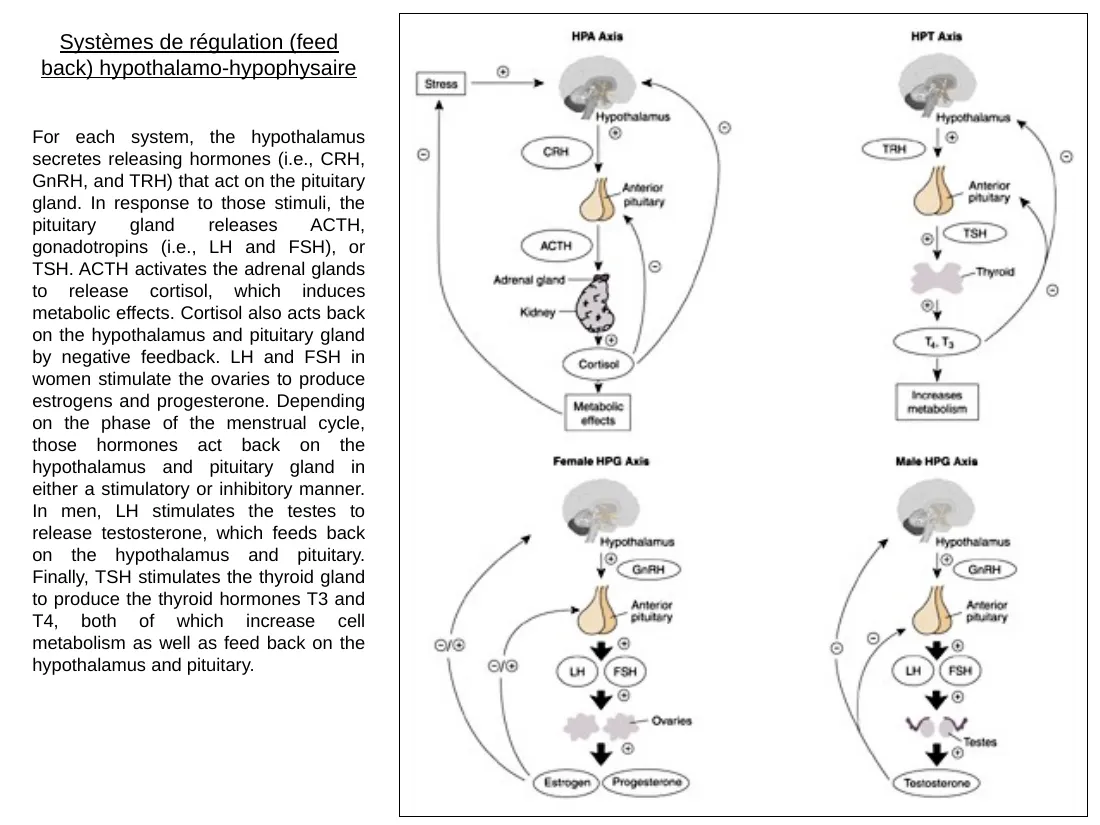 Systèmes de régulation (feed
back) hypothalamo-hypophysaire
For each system, the hypothalamus
secretes releasing hormones (i.e., CRH,
GnRH, and TRH) that act on the pituitary
gland. In response to those stimuli, the
pituitary gland releases ACTH,
gonadotropins (i.e., LH and FSH), or
TSH. ACTH activates the adrenal glands
to release cortisol, which induces
metabolic effects. Cortisol also acts back
on the hypothalamus and pituitary gland
by negative feedback. LH and FSH in
women stimulate the ovaries to produce
estrogens and progesterone. Depending
on the phase of the menstrual cycle,
those hormones act back on the
hypothalamus and pituitary gland in
either a stimulatory or inhibitory manner.
In men, LH stimulates the testes to
release testosterone, which feeds back
on the hypothalamus and pituitary.
Finally, TSH stimulates the thyroid gland
to produce the thyroid hormones T3 and
T4, both of which increase cell
metabolism as well as feed back on the
hypothalamus and pituitary.
HPA Axis
Stress
+
Hypothalamus
+
−
−
CRH
Anterior
pituitary
ACTH
−
Adrenal gland
Kidney
+
Cortisol
Metabolic
effects
HPT Axis
Hypothalamus
+
TRH
−
Anterior
pituitary
+
TSH
Thyroid
−
+
T4, T3
Increases
metabolism
Female HPG Axis
Hypothalamus
+
GnRH
Anterior
pituitary
−/+
−/+
+
LH
FSH
+
Ovaries
+
Estrogen
Progesterone
Male HPG Axis
Hypothalamus
+
GnRH
Anterior
pituitary
−
−
+
LH
FSH
+
Testes
+
Testosterone